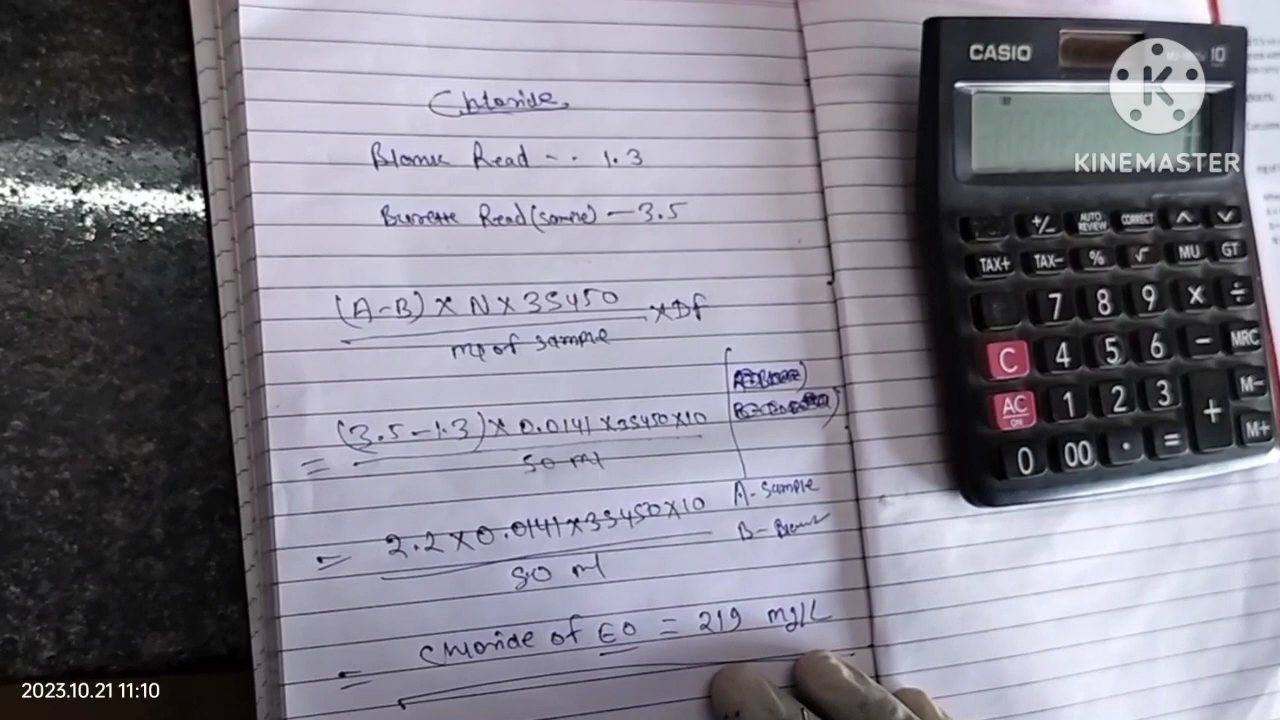 Chloride,
Blank Read - . 1.3
Burette Read (sample) - 3.5
(A-B) X N X 35450 X Df
ml of sample
= (3.5-1.3) X 0.0141 X 35450 X 10
50 ml
A - Sample
B - Blank
= 2.2 X 0.0141 X 35450 X 10
50 ml
= Chloride of EO = 219 mg/L
CASIO
10
KINEMASTER
+/- AUTO REVIEW CORRECT
TAX+ TAX- % √ MU GT
7 8 9 X ÷
C 4 5 6 - MRC
AC ON 1 2 3 + M-
0 00 · = M+
2023.10.21 11:10